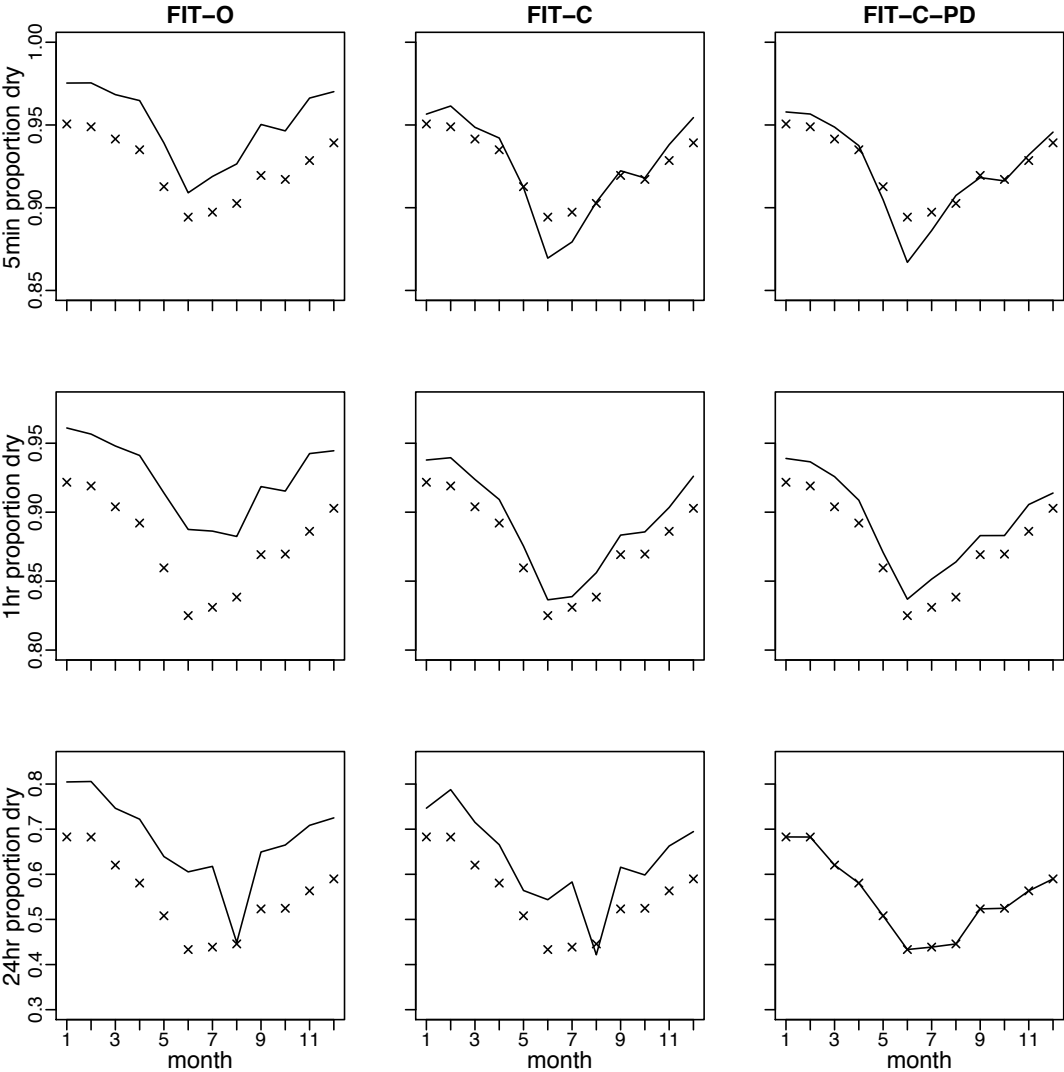 FIT–O FIT–C FIT–C–PD
5min proportion dry
1.00
0.95
0.90
0.85
1hr proportion dry
0.95
0.90
0.85
0.80
24hr proportion dry
0.8
0.7
0.6
0.5
0.4
0.3
1 3 5 7 9 11 1 3 5 7 9 11 1 3 5 7 9 11
month month month